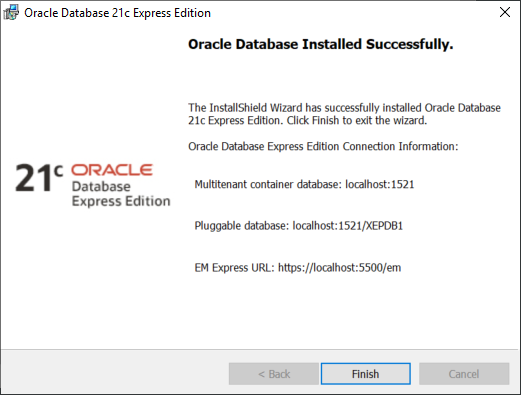 Oracle Database 21c Express Edition
Oracle Database Installed Successfully.
The InstallShield Wizard has successfully installed Oracle Database
21c Express Edition. Click Finish to exit the wizard.
Oracle Database Express Edition Connection Information:
21c ORACLE
Database
Express Edition
Multitenant container database: localhost:1521
Pluggable database: localhost:1521/XEPDB1
EM Express URL: https://localhost:5500/em
< Back
Finish
Cancel